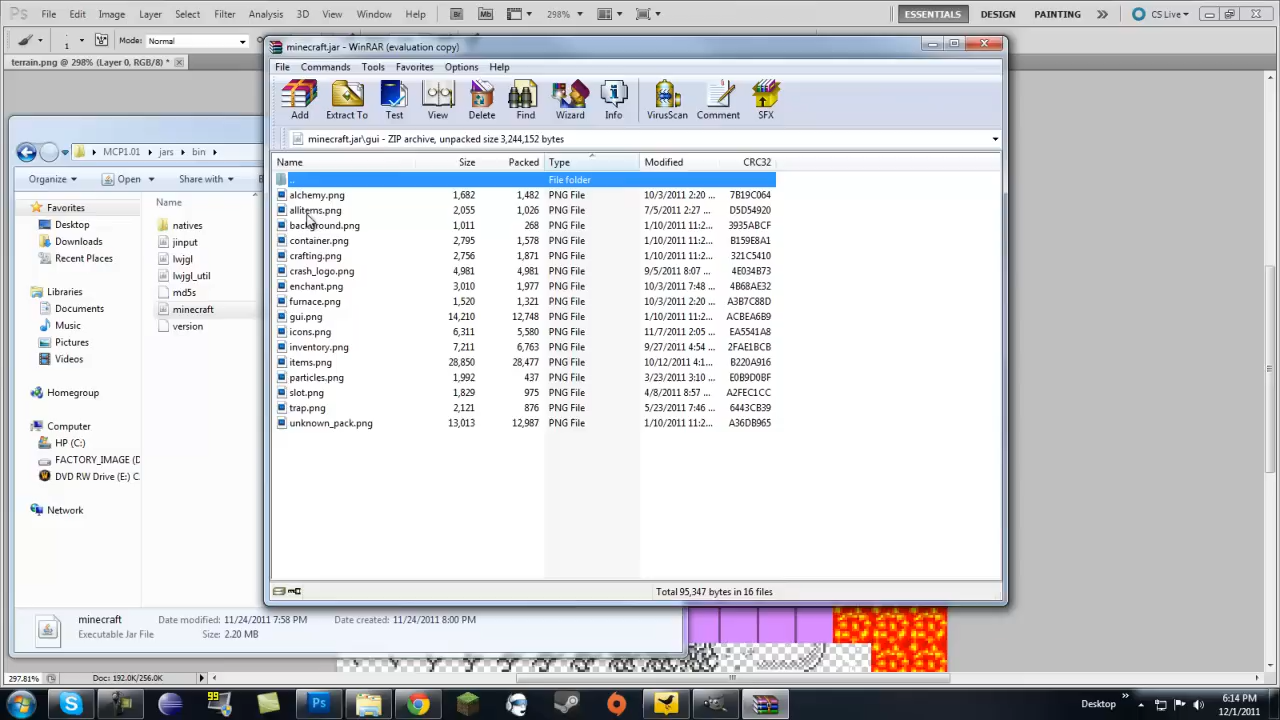 File Edit Image Layer Select Filter Analysis 3D View Window Help Br Mb 298% ESSENTIALS DESIGN PAINTING CS Live
1 Mode: Normal
terrain.png @ 298% (Layer 0, RGB/8) *
minecraft.jar - WinRAR (evaluation copy)
File Commands Tools Favorites Options Help
Add Extract To Test View Delete Find Wizard Info VirusScan Comment SFX
minecraft.jar\gui - ZIP archive, unpacked size 3,244,152 bytes
MCP1.01 jars bin
Organize Open Share with
Name Size Packed Type Modified CRC32
.. File folder
alchemy.png 1,682 1,482 PNG File 10/3/2011 2:20 ... 7B19C064
allitems.png 2,055 1,026 PNG File 7/5/2011 2:27 ... D5D54920
background.png 1,011 268 PNG File 1/10/2011 11:2... 3935ABCF
container.png 2,795 1,578 PNG File 1/10/2011 11:2... B159E8A1
crafting.png 2,756 1,871 PNG File 1/10/2011 11:2... 321C5410
crash_logo.png 4,981 4,981 PNG File 9/5/2011 8:07 ... 4E034B73
enchant.png 3,010 1,977 PNG File 10/3/2011 7:48 ... 4B68AE32
furnace.png 1,520 1,321 PNG File 10/3/2011 2:20 ... A3B7C88D
gui.png 14,210 12,748 PNG File 1/10/2011 11:2... ACBEA6B9
icons.png 6,311 5,580 PNG File 11/7/2011 2:05 ... EA5541A8
inventory.png 7,211 6,763 PNG File 9/27/2011 4:54 ... 2FAE1BCB
items.png 28,850 28,477 PNG File 10/12/2011 4:1... B220A916
particles.png 1,992 437 PNG File 3/23/2011 3:10 ... E0B9D0BF
slot.png 1,829 975 PNG File 4/8/2011 8:57 ... A2FEC1CC
trap.png 2,121 876 PNG File 5/23/2011 7:46 ... 6443CB39
unknown_pack.png 13,013 12,987 PNG File 1/10/2011 11:2... A36DB965
Total 95,347 bytes in 16 files
Favorites
Desktop
Downloads
Recent Places
Libraries
Documents
Music
Pictures
Videos
Homegroup
Computer
HP (C:)
FACTORY_IMAGE (D
DVD RW Drive (E:) C
Network
Name
natives
jinput
lwjgl
lwjgl_util
md5s
minecraft
version
minecraft Date modified: 11/24/2011 7:58 PM Date created: 11/24/2011 8:00 PM
Executable Jar File Size: 2.20 MB
297.81% Doc: 192.0K/256.0K
99
Ps
Desktop
6:14 PM
12/1/2011